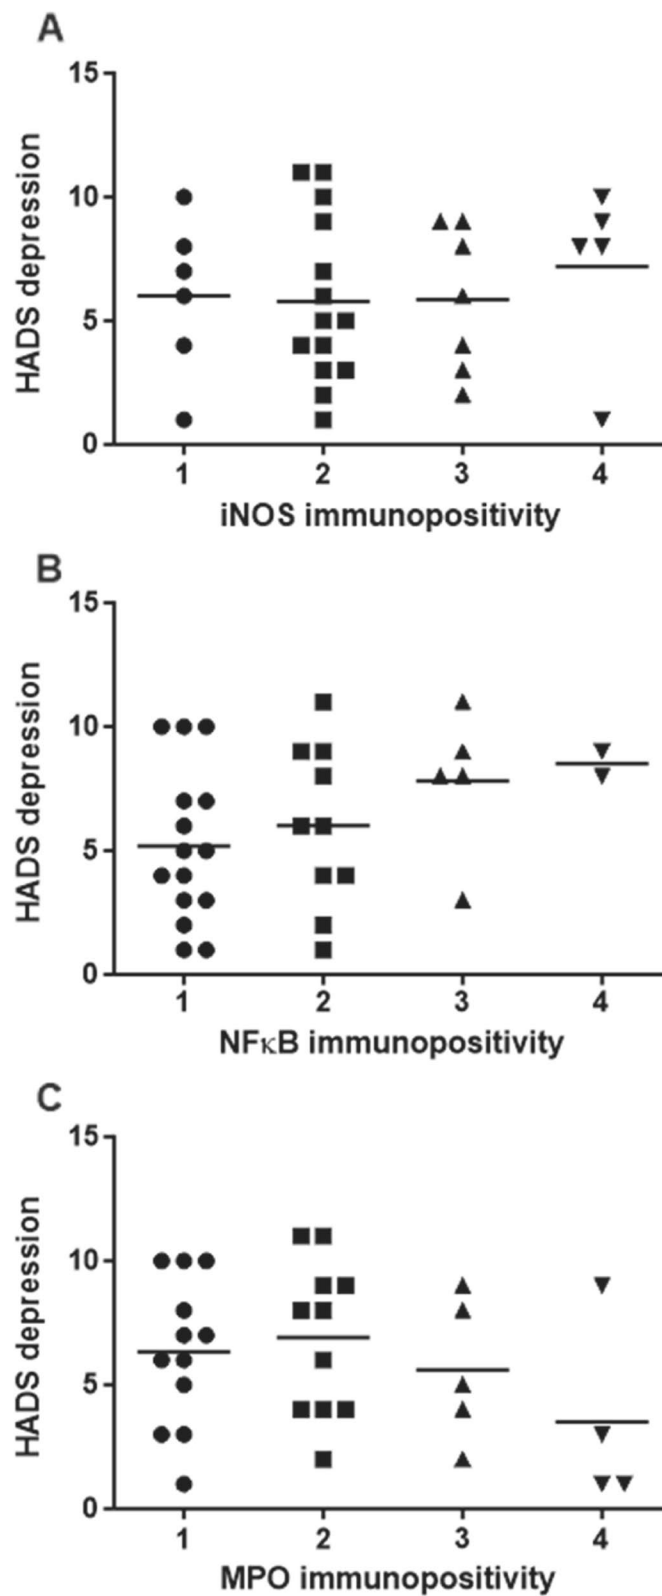 A
15
10
5
0
HADS depression
1 2 3 4
iNOS immunopositivity
B
15
10
5
0
HADS depression
1 2 3 4
NFκB immunopositivity
C
15
10
5
0
HADS depression
1 2 3 4
MPO immunopositivity